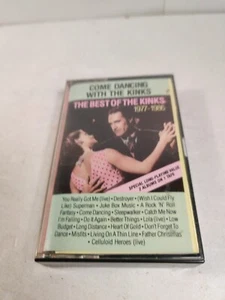 COME DANCING
WITH THE KINKS
THE BEST OF THE KINKS
1977-1986
SPECIAL LONG PLAYING VALUE
2 ALBUMS ON 1 TAPE
You Really Got Me (live) • Destroyer • (Wish I Could Fly
Like) Superman • Juke Box Music • A Rock 'N' Roll
Fantasy • Come Dancing • Sleepwalker • Catch Me Now
I'm Falling • Do It Again • Better Things • Lola (live) • Low
Budget • Long Distance • Heart Of Gold • Don't Forget To
Dance • Misfits • Living On A Thin Line • Father Christmas
• Celluloid Heroes (live)